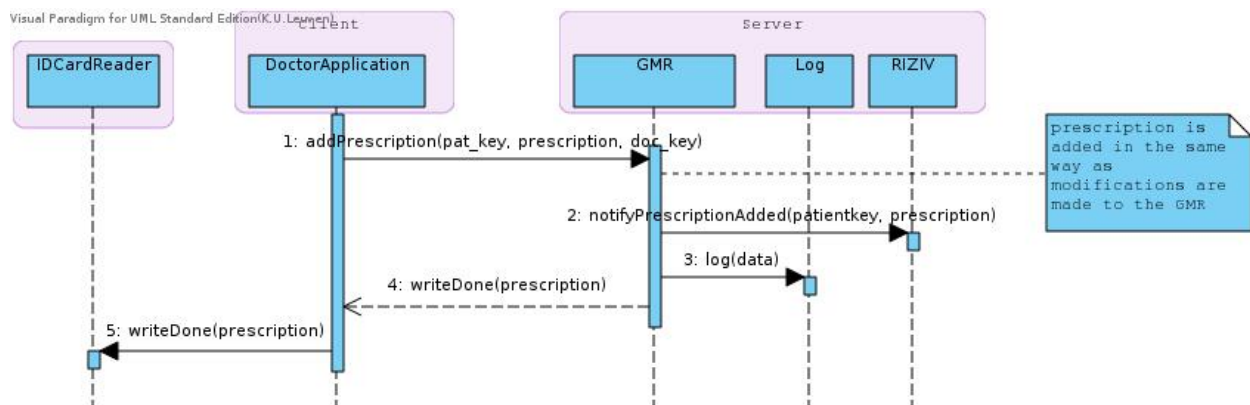 Visual Paradigm for UML Standard Edition(K.U.Leuven)
Client
Server
IDCardReader
DoctorApplication
GMR
Log
RIZIV
1: addPrescription(pat_key, prescription, doc_key)
prescription is
added in the same
way as
modifications are
made to the GMR
2: notifyPrescriptionAdded(patientkey, prescription)
3: log(data)
4: writeDone(prescription)
5: writeDone(prescription)